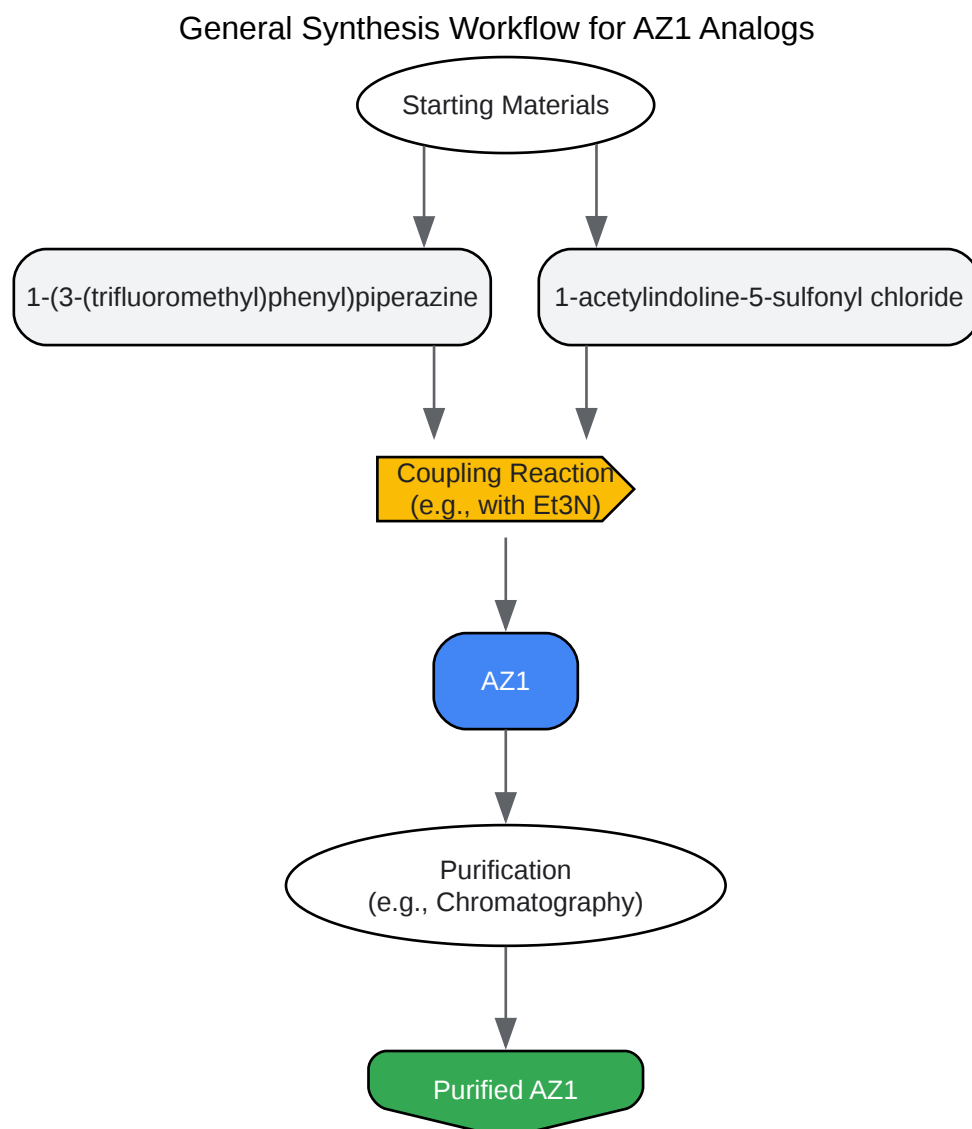 General Synthesis Workflow for AZ1 Analogs
Starting Materials
1-(3-(trifluoromethyl)phenyl)piperazine
1-acetylindoline-5-sulfonyl chloride
Coupling Reaction
(e.g., with Et3N)
AZ1
Purification
(e.g., Chromatography)
Purified AZ1